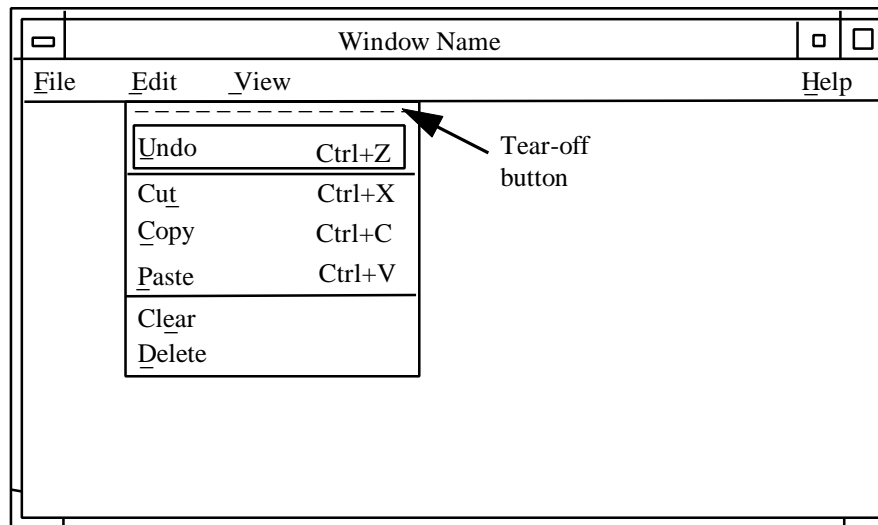 Window Name
File Edit View Help
Undo Ctrl+Z
Cut Ctrl+X
Copy Ctrl+C
Paste Ctrl+V
Clear
Delete
Tear-off
button